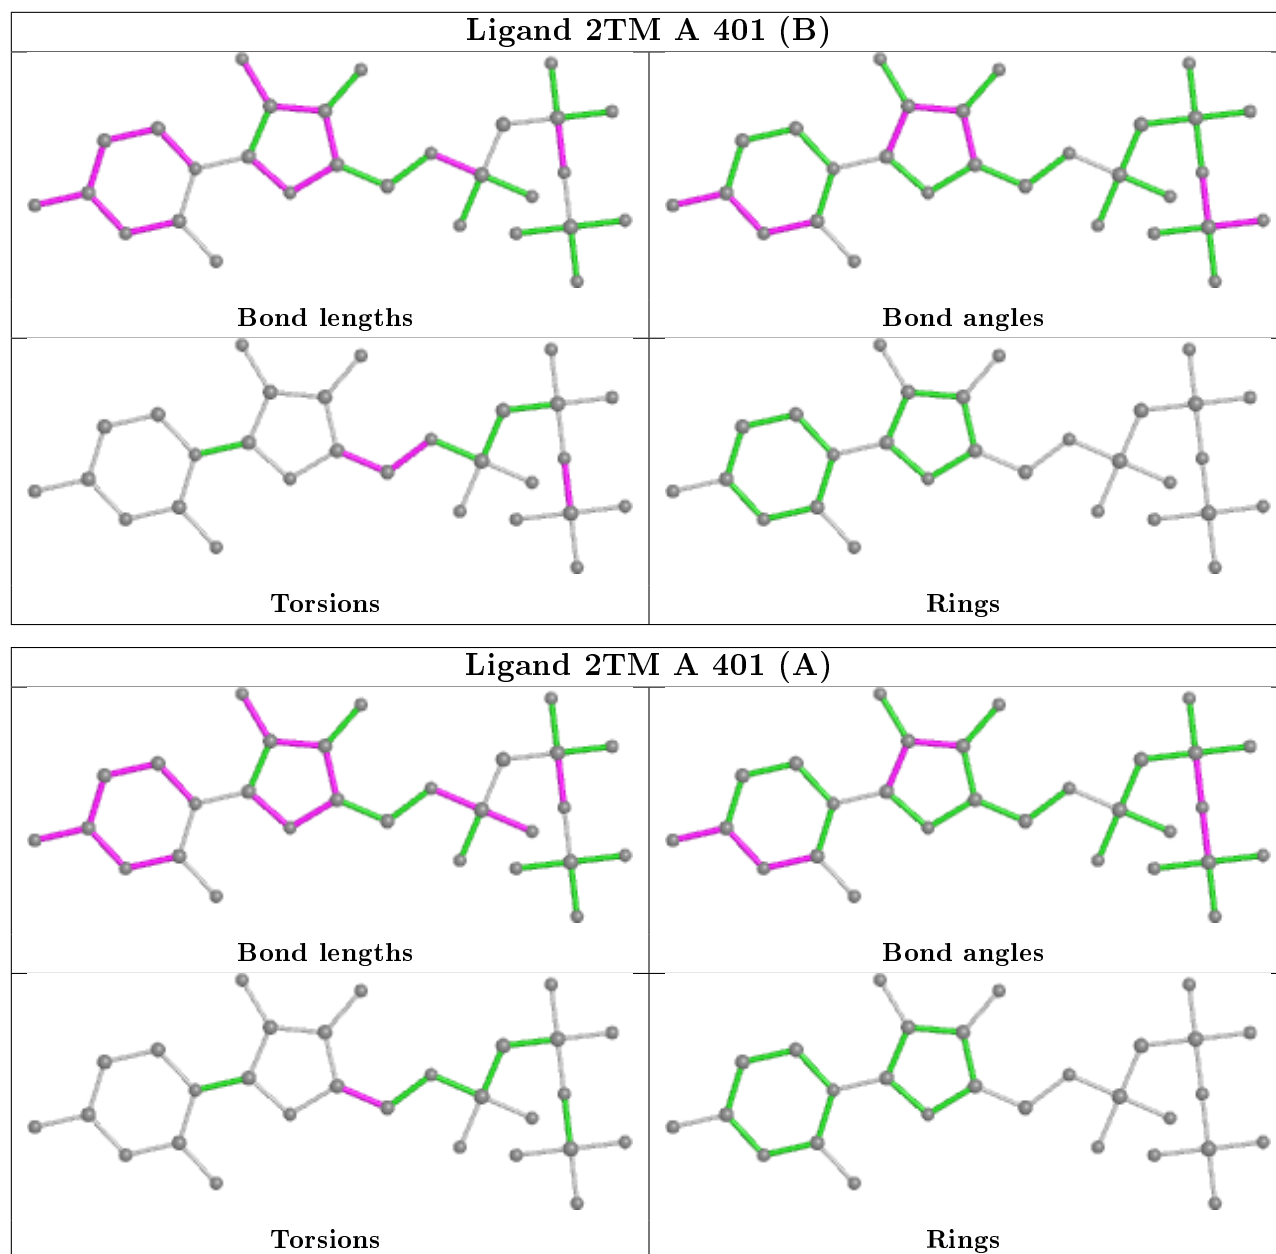 Ligand 2TM A 401 (B)
Bond lengths
Bond angles
Torsions
Rings
Ligand 2TM A 401 (A)
Bond lengths
Bond angles
Torsions
Rings